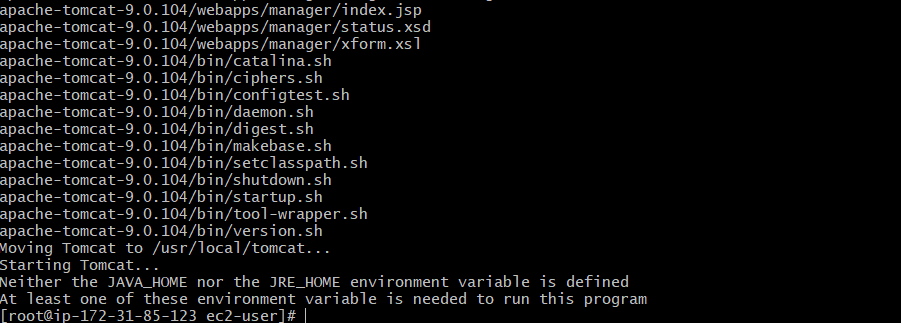 apache-tomcat-9.0.104/webapps/manager/index.jsp
apache-tomcat-9.0.104/webapps/manager/status.xsd
apache-tomcat-9.0.104/webapps/manager/xform.xsl
apache-tomcat-9.0.104/bin/catalina.sh
apache-tomcat-9.0.104/bin/ciphers.sh
apache-tomcat-9.0.104/bin/configtest.sh
apache-tomcat-9.0.104/bin/daemon.sh
apache-tomcat-9.0.104/bin/digest.sh
apache-tomcat-9.0.104/bin/makebase.sh
apache-tomcat-9.0.104/bin/setclasspath.sh
apache-tomcat-9.0.104/bin/shutdown.sh
apache-tomcat-9.0.104/bin/startup.sh
apache-tomcat-9.0.104/bin/tool-wrapper.sh
apache-tomcat-9.0.104/bin/version.sh
Moving Tomcat to /usr/local/tomcat...
Starting Tomcat...
Neither the JAVA_HOME nor the JRE_HOME environment variable is defined
At least one of these environment variable is needed to run this program
[root@ip-172-31-85-123 ec2-user]#